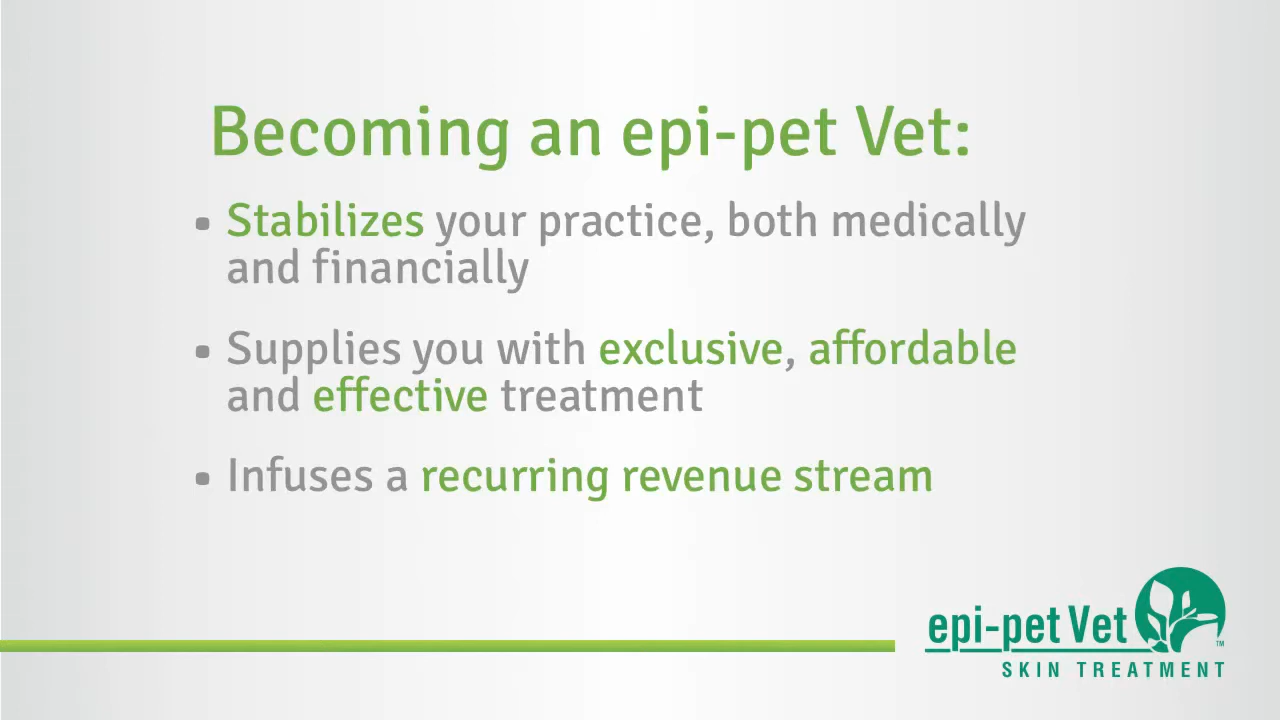 Becoming an epi-pet Vet:
▪ Stabilizes your practice, both medically
and financially
▪ Supplies you with exclusive, affordable
and effective treatment
▪ Infuses a recurring revenue stream
epi-pet Vet
™
SKIN TREATMENT